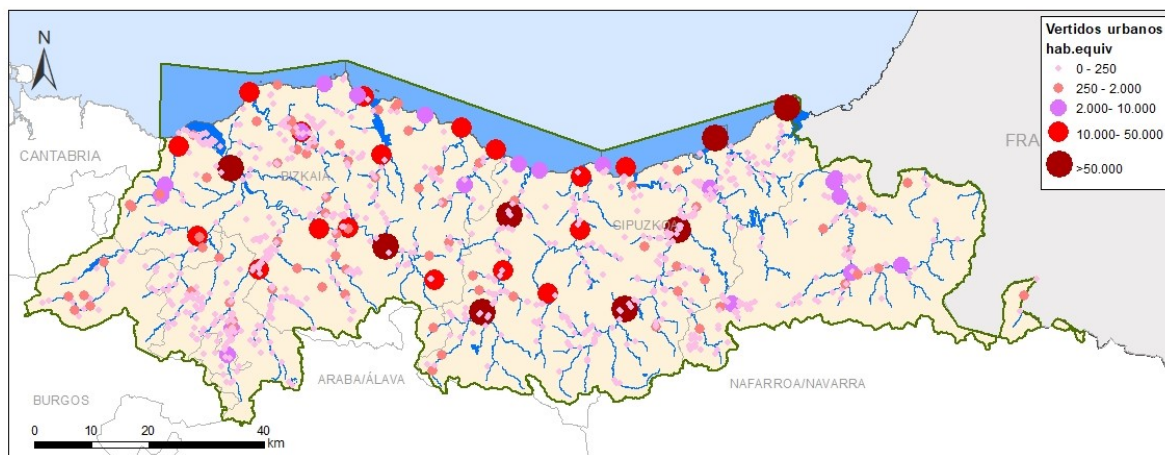 N
Vertidos urbanos
hab.equiv
0 - 250
250 - 2.000
2.000- 10.000
10.000- 50.000
>50.000
CANTABRIA
FRA
BIZKAIA
GIPUZKO
ARABA/ÁLAVA
NAFARROA/NAVARRA
BURGOS
0 10 20 40
km